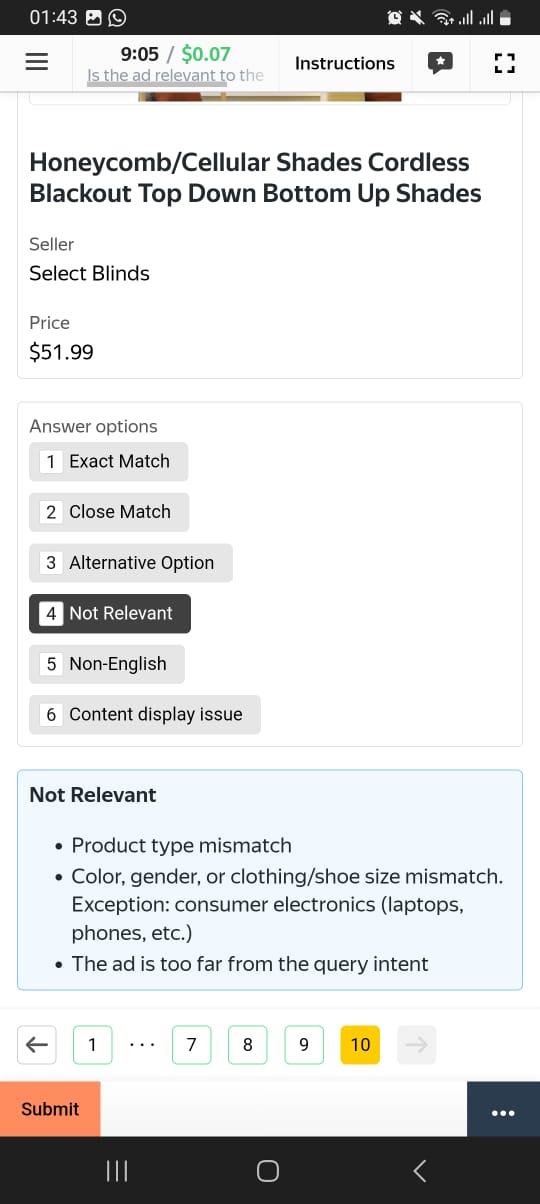 01:43
9:05 / $0.07
Is the ad relevant to the
Instructions
Honeycomb/Cellular Shades Cordless
Blackout Top Down Bottom Up Shades
Seller
Select Blinds
Price
$51.99
Answer options
1 Exact Match
2 Close Match
3 Alternative Option
4 Not Relevant
5 Non-English
6 Content display issue
Not Relevant
• Product type mismatch
• Color, gender, or clothing/shoe size mismatch.
Exception: consumer electronics (laptops,
phones, etc.)
• The ad is too far from the query intent
1 ... 7 8 9 10
Submit